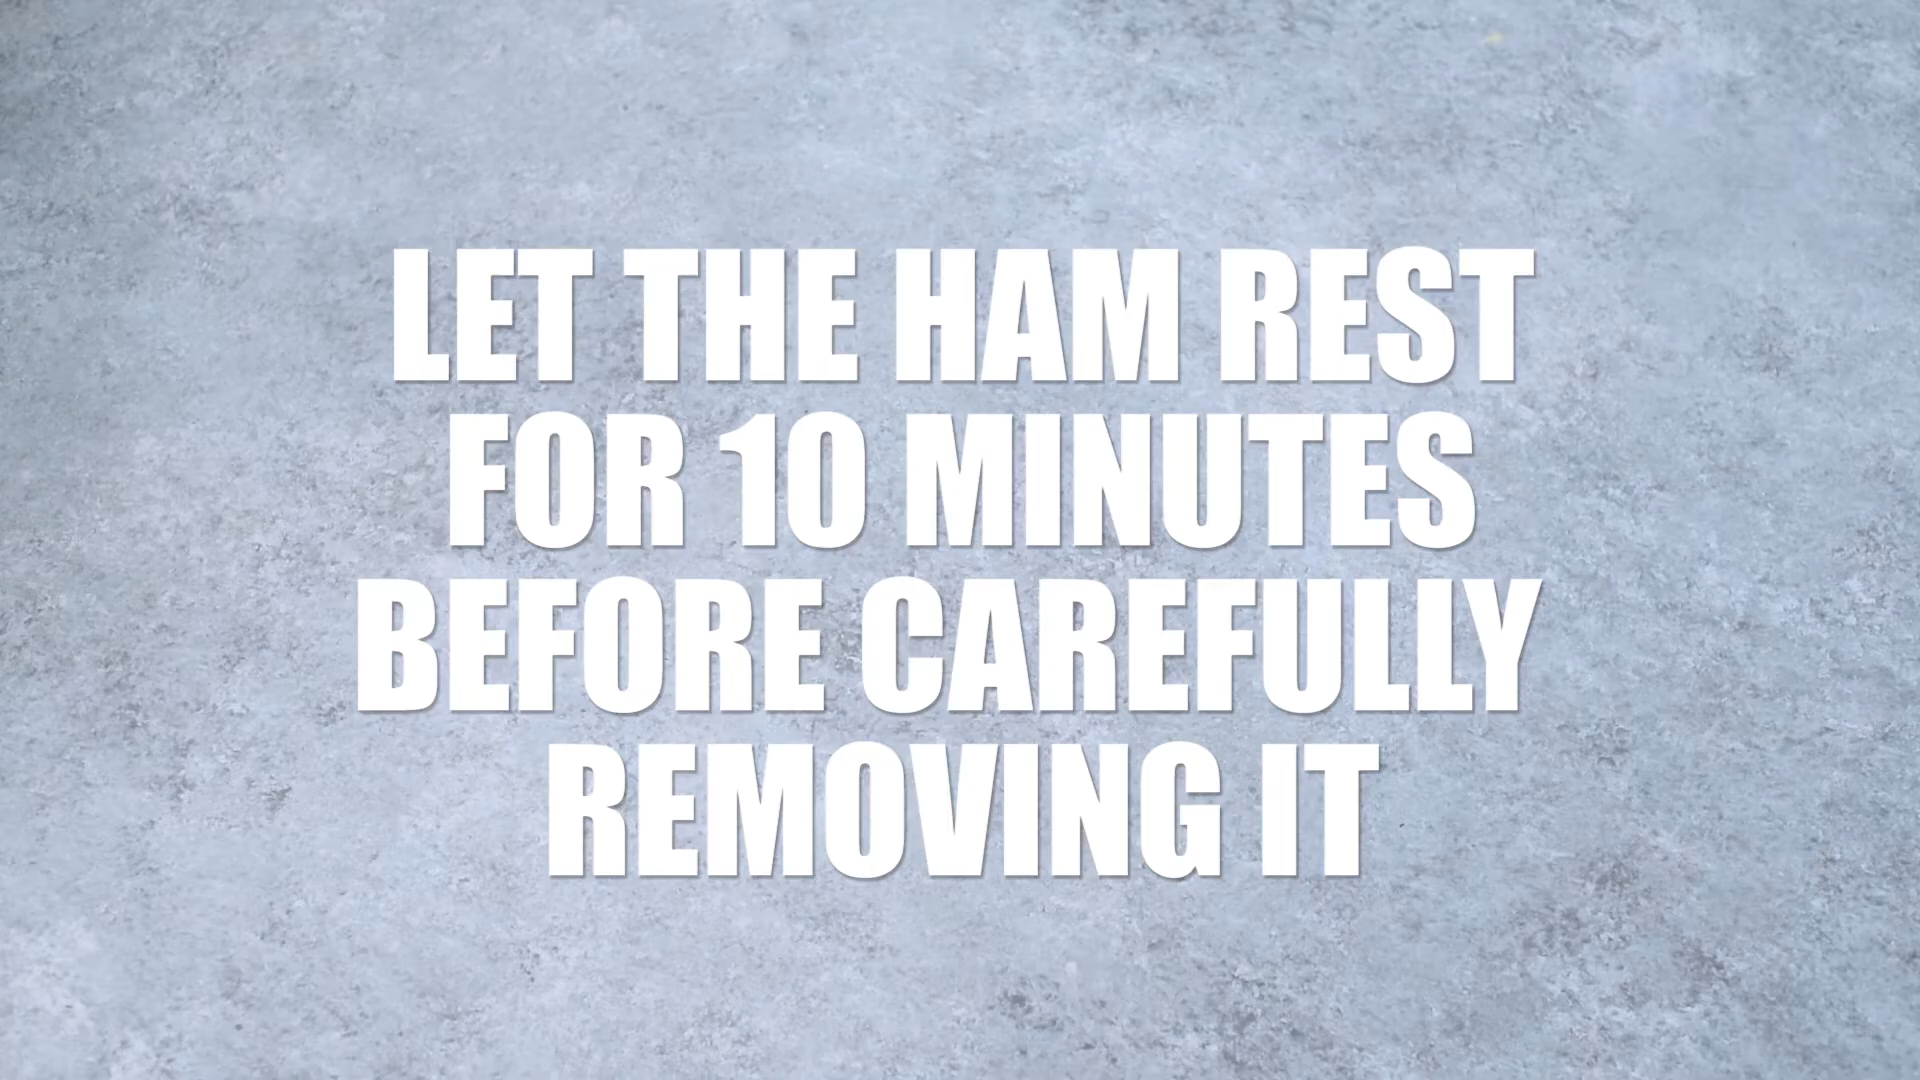 LET THE HAM REST
FOR 10 MINUTES
BEFORE CAREFULLY
REMOVING IT